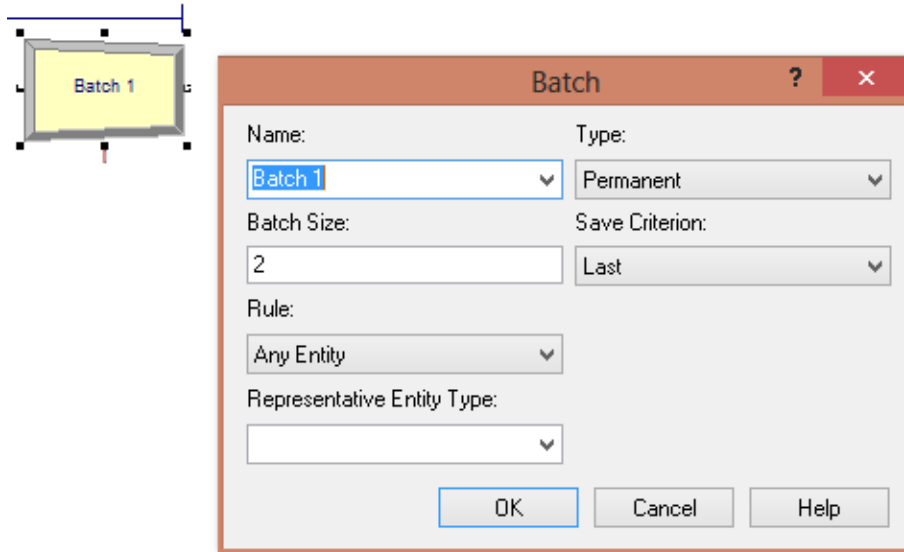 Batch 1
Batch ? ×
Name: Type:
Batch 1 Permanent
Batch Size: Save Criterion:
2 Last
Rule:
Any Entity
Representative Entity Type:
OK Cancel Help